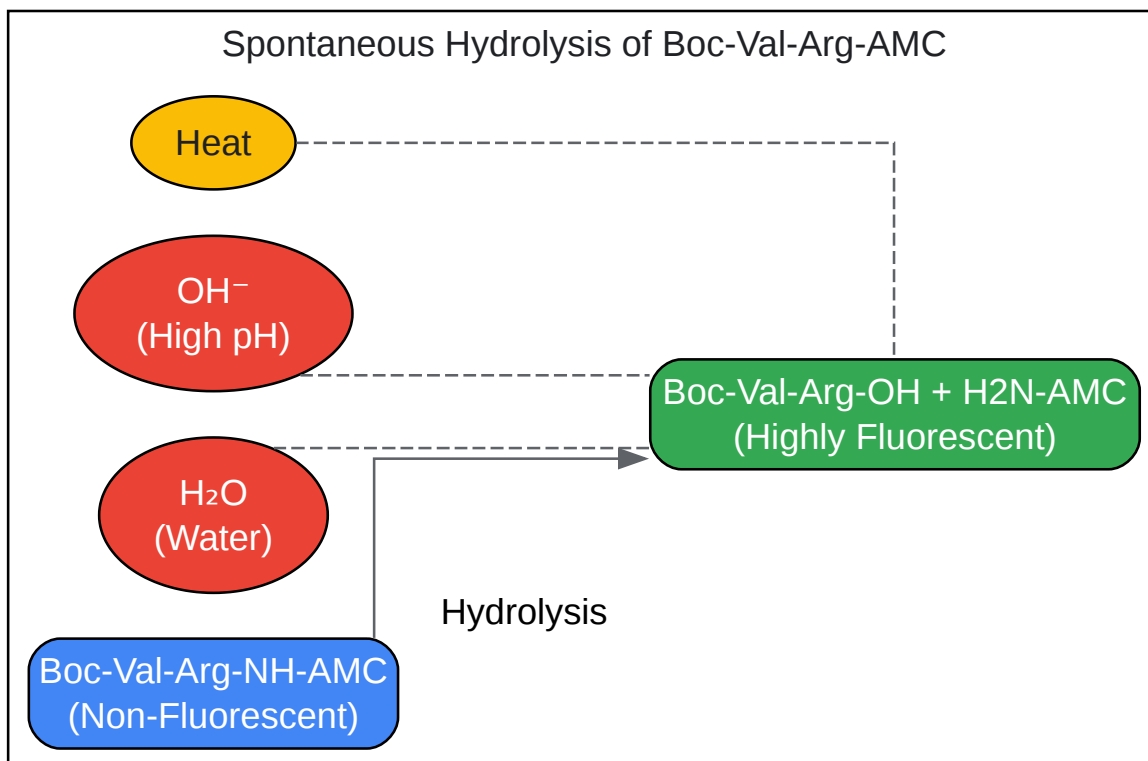 Spontaneous Hydrolysis of Boc-Val-Arg-AMC
Heat
OH⁻
(High pH)
Boc-Val-Arg-OH + H2N-AMC
(Highly Fluorescent)
H₂O
(Water)
Hydrolysis
Boc-Val-Arg-NH-AMC
(Non-Fluorescent)